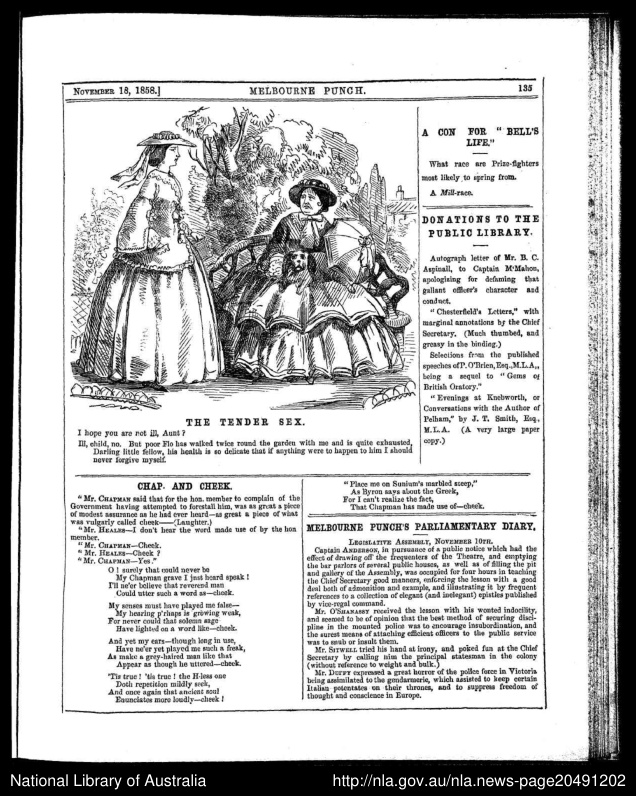 NOVEMBER 18, 1858.]
MELBOURNE PUNCH.
135
THE TENDER SEX.
I hope you are not ill, Aunt?
Ill, child, no. But poor Flo has walked twice round the garden with me and is quite exhausted,
Darling little fellow, his health is so delicate that if anything were to happen to him I should
never forgive myself.
A CON FOR "BELL'S
LIFE."
What race are Prize-fighters
most likely to spring from.
A Mill-race.
DONATIONS TO THE
PUBLIC LIBRARY.
Autograph letter of Mr. B. C.
Aspinall, to Captain M'Mahon,
apologising for defaming that
gallant officer's character and
conduct.
"Chesterfield's Letters," with
marginal annotations by the Chief
Secretary. (Much thumbed, and
greasy in the binding.)
Selections from the published
speeches of P. O'Brien, Esq., M.L.A.,
being a sequel to "Gems of
British Oratory."
"Evenings at Knebworth, or
Conversations with the Author of
Pelham," by J. T. Smith, Esq.,
M.L.A. (A very large paper
copy.)
CHAP. AND CHEEK.
"MR. CHAPMAN said that for the hon. member to complain of the
Government having attempted to forestall him, was as great a piece
of modest assurance as he had ever heard—as great a piece of what
was vulgarly called cheek——(Laughter.)
"MR. HEALES—I don't hear the word made use of by the hon
member.
"MR. CHAPMAN—Cheek.
"MR. HEALES—Cheek?
"MR. CHAPMAN—Yes."
O! surely that could never be
My Chapman grave I just heard speak!
I'll ne'er believe that reverend man
Could utter such a word as—cheek.
My senses must have played me false—
My hearing p'rhaps is growing weak,
For never could that solemn sage
Have lighted on a word like—cheek.
And yet my ears—though long in use,
Have ne'er yet played me such a freak,
As make a grey-haired man like that
Appear as though he uttered—cheek.
'Tis true! 'tis true! the H-less one
Doth repetition mildly seek,
And once again that ancient soul
Enunciates more loudly—cheek!
"Place me on Sunium's marbled steep,"
As Byron says about the Greek,
For I can't realize the fact,
That Chapman has made use of—cheek.
MELBOURNE PUNCH'S PARLIAMENTARY DIARY.
LEGISLATIVE ASSEMBLY, NOVEMBER 10TH.
Captain ANDERSON, in pursuance of a public notice which had the
effect of drawing off the frequenters of the Theatre, and emptying
the bar parlors of several public houses, as well as of filling the pit
and gallery of the Assembly, was occupied for four hours in teaching
the Chief Secretary good manners, enforcing the lesson with a good
deal both of admonition and example, and illustrating it by frequent
references to a collection of elegant (and inelegant) epistles published
by vice-regal command.
Mr. O'SHANASSY received the lesson with his wonted indocility,
and seemed to be of opinion that the best method of securing disci-
pline in the mounted police was to encourage insubordination, and
the surest means of attaching efficient officers to the public service
was to snub or insult them.
Mr. SITWELL tried his hand at irony, and poked fun at the Chief
Secretary by calling him the principal statesman in the colony
(without reference to weight and bulk.)
Mr. DUFFY expressed a great horror of the police force in Victoria
being assimilated to the gendarmerie, which assisted to keep certain
Italian potentates on their thrones, and to suppress freedom of
thought and conscience in Europe.
National Library of Australia
http://nla.gov.au/nla.news-page20491202